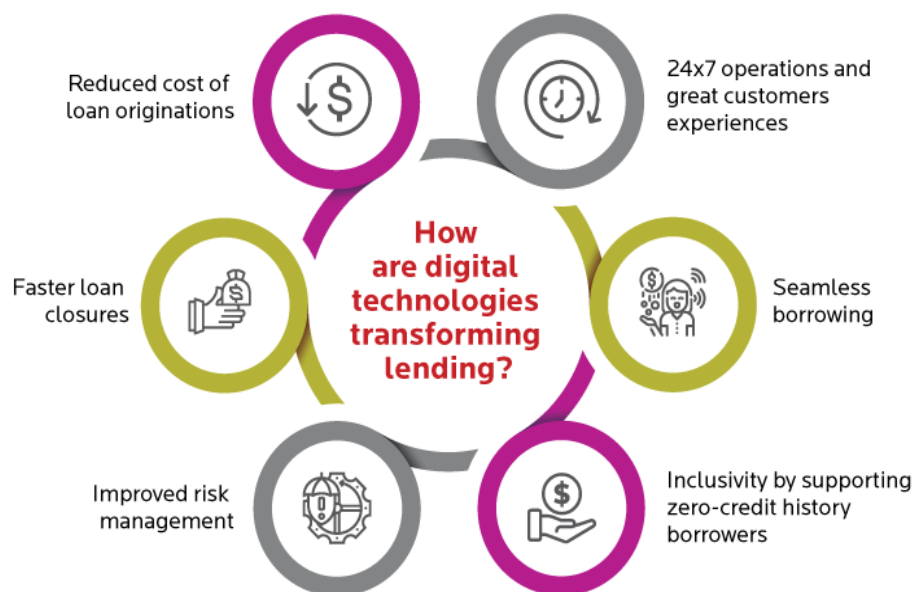 Reduced cost of
loan originations
24x7 operations and
great customers
experiences
How
are digital
technologies
transforming
lending?
Faster loan
closures
Seamless
borrowing
Improved risk
management
Inclusivity by supporting
zero-credit history
borrowers